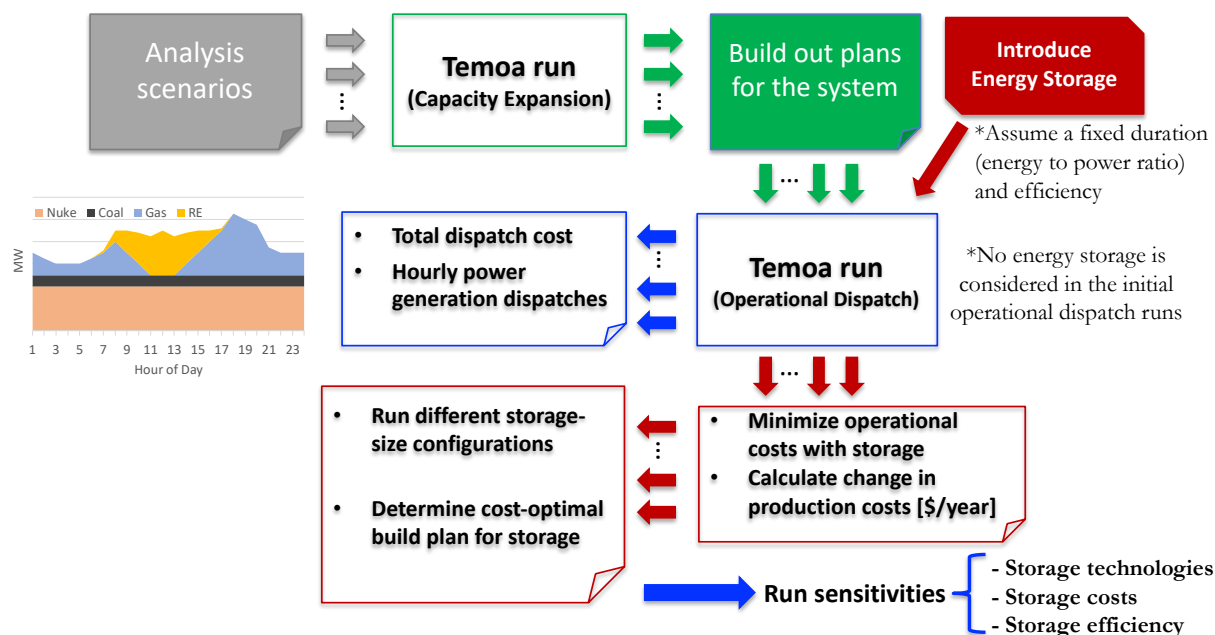 Analysis
scenarios
Temoa run
(Capacity Expansion)
Build out plans
for the system
Introduce
Energy Storage
*Assume a fixed duration
(energy to power ratio)
and efficiency
Nuke Coal Gas RE
MW
1 3 5 7 9 11 13 15 17 19 21 23
Hour of Day
• Total dispatch cost
• Hourly power
generation dispatches
Temoa run
(Operational Dispatch)
*No energy storage is
considered in the initial
operational dispatch runs
• Run different storage-
size configurations
• Determine cost-optimal
build plan for storage
• Minimize operational
costs with storage
• Calculate change in
production costs [$/year]
Run sensitivities
- Storage technologies
- Storage costs
- Storage efficiency